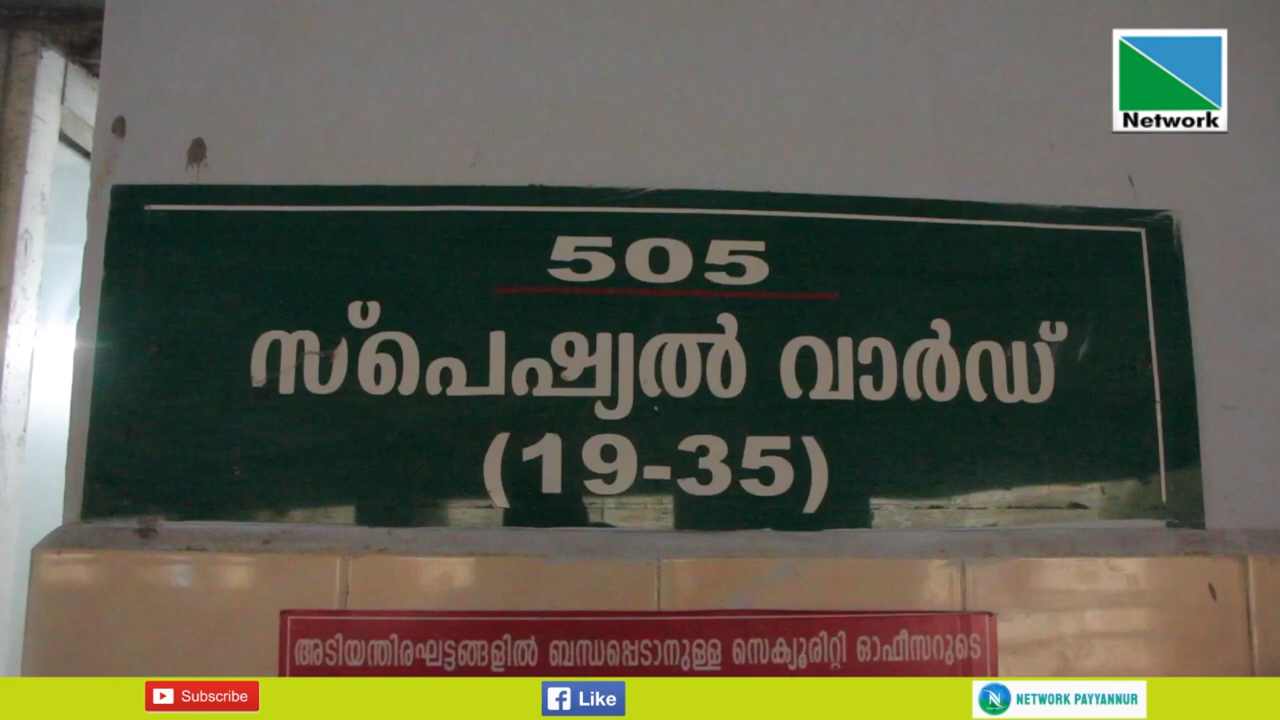 Network
505
സ്പെഷ്യൽ വാർഡ്
(19-35)
അടിയന്തിരഘട്ടങ്ങളിൽ ബന്ധപ്പെടാനുള്ള സെക്യൂരിറ്റി ഓഫീസറുടെ
Subscribe
Like
NETWORK PAYYANNUR